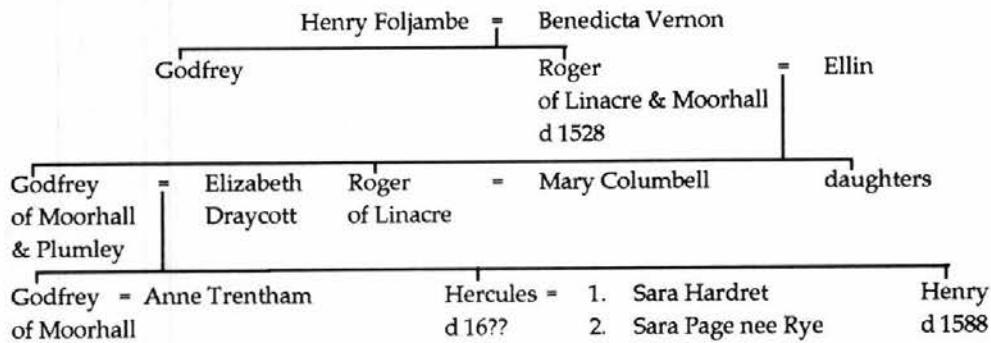 Henry Foljambe = Benedicta Vernon
Godfrey Roger = Ellin
of Linacre & Moorhall
d 1528
Godfrey = Elizabeth Roger = Mary Columbell daughters
of Moorhall Draycott of Linacre
& Plumley
Godfrey = Anne Trentham Hercules = 1. Sara Hardret Henry
of Moorhall d 16?? 2. Sara Page nee Rye d 1588